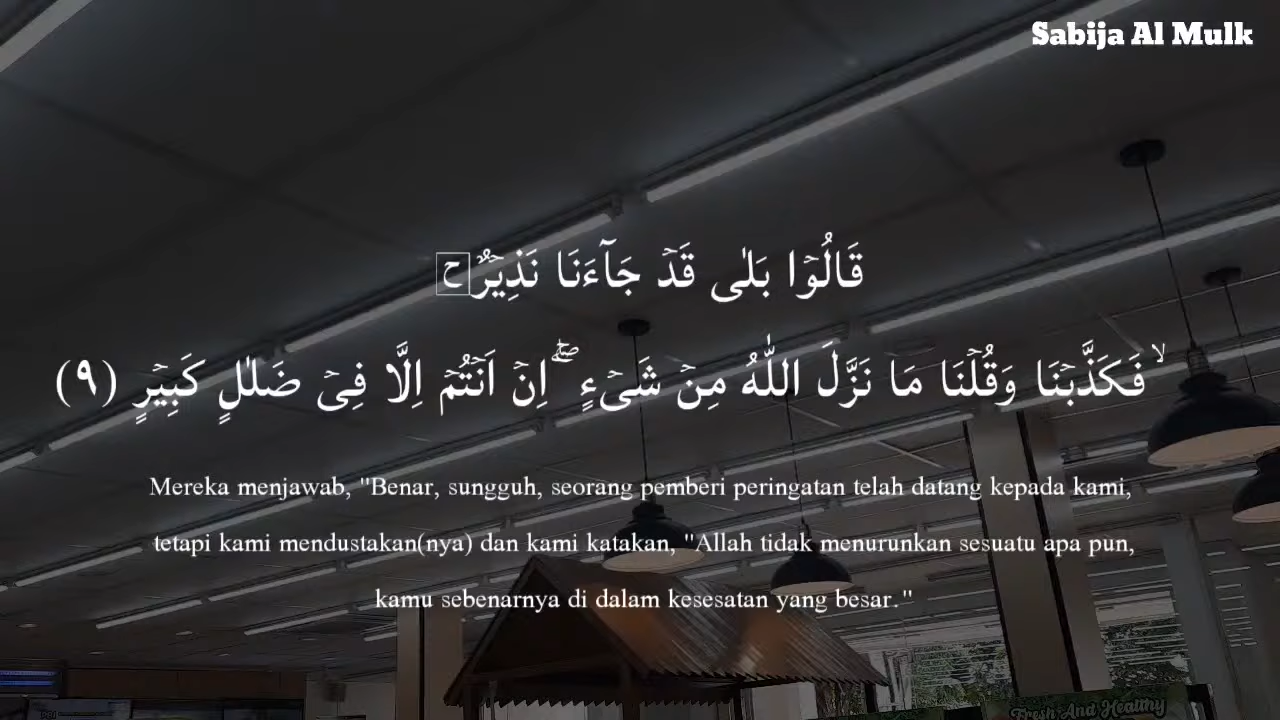 Sabija Al Mulk
قَالُوْا بَلٰى قَدْ جَاۤءَنَا نَذِيْرٌ ح
ۙ فَكَذَّبْنَا وَقُلْنَا مَا نَزَّلَ اللّٰهُ مِنْ شَيْءٍ ۖاِنْ اَنْتُمْ اِلَّا فِيْ ضَلٰلٍ كَبِيْرٍ (٩)
Mereka menjawab, "Benar, sungguh, seorang pemberi peringatan telah datang kepada kami,
tetapi kami mendustakan(nya) dan kami katakan, "Allah tidak menurunkan sesuatu apa pun,
kamu sebenarnya di dalam kesesatan yang besar."
Fresh And Healthy